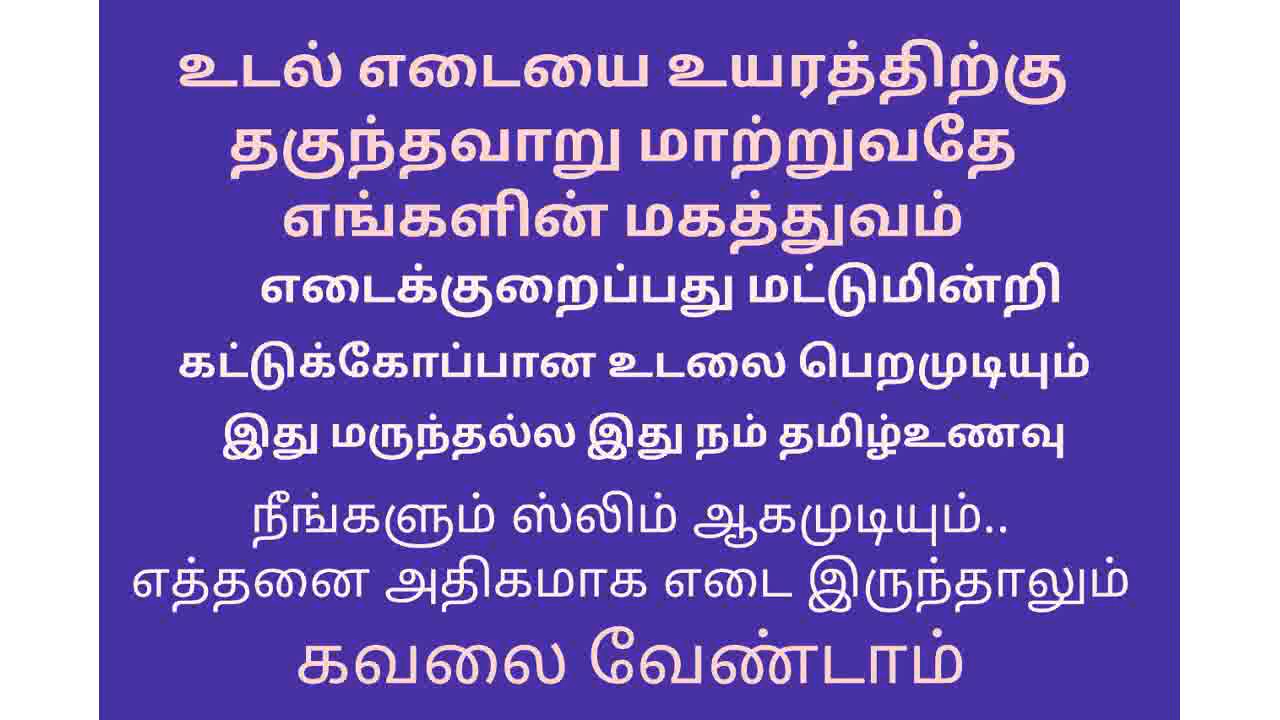 உடல் எடையை உயரத்திற்கு
தகுந்தவாறு மாற்றுவதே
எங்களின் மகத்துவம்
எடைக்குறைப்பது மட்டுமின்றி
கட்டுக்கோப்பான உடலை பெறமுடியும்
இது மருந்தல்ல இது நம் தமிழ்உணவு
நீங்களும் ஸ்லிம் ஆகமுடியும்..
எத்தனை அதிகமாக எடை இருந்தாலும்
கவலை வேண்டாம்